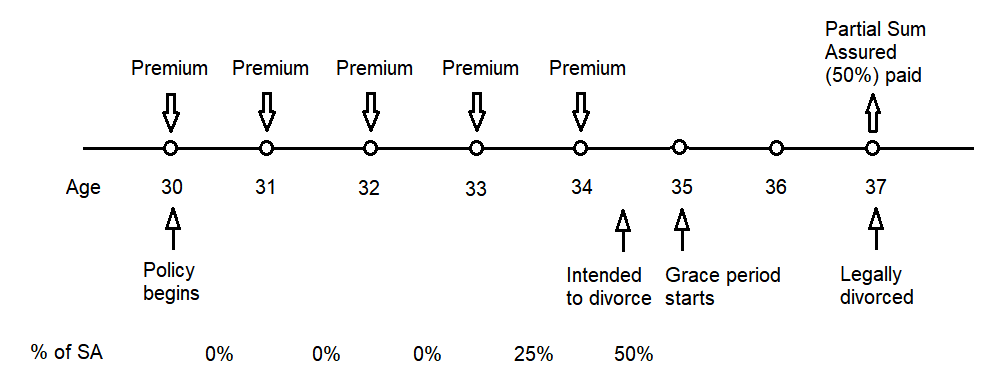 Partial Sum
Assured
(50%) paid
Premium Premium Premium Premium Premium
Age 30 31 32 33 34 35 36 37
Policy
begins
Intended
to divorce
Grace period
starts
Legally
divorced
% of SA 0% 0% 0% 25% 50%